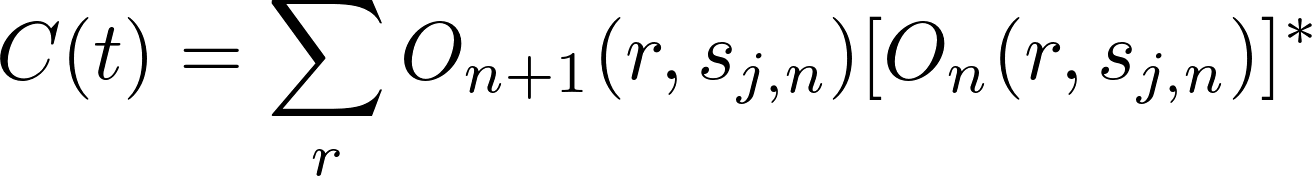 C(t) = \sum_{r} O_{n+1}(r, s_{j,n})[O_n(r, s_{j,n})]^*